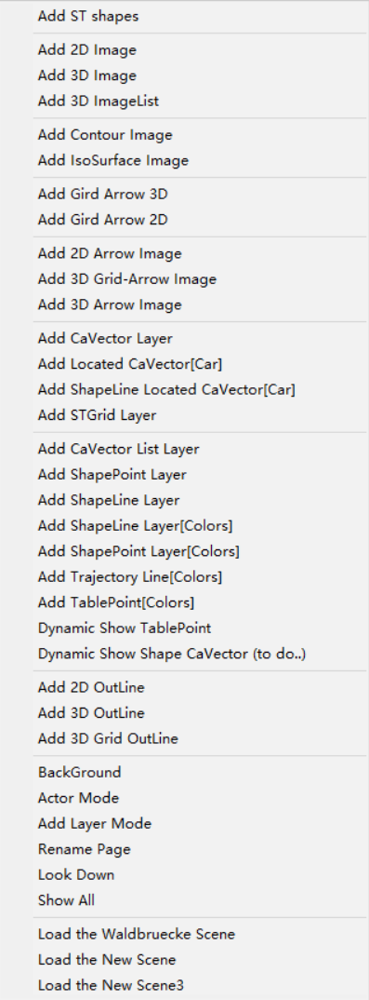 Add ST shapes
Add 2D Image
Add 3D Image
Add 3D ImageList
Add Contour Image
Add IsoSurface Image
Add Gird Arrow 3D
Add Gird Arrow 2D
Add 2D Arrow Image
Add 3D Grid-Arrow Image
Add 3D Arrow Image
Add CaVector Layer
Add Located CaVector[Car]
Add ShapeLine Located CaVector[Car]
Add STGrid Layer
Add CaVector List Layer
Add ShapePoint Layer
Add ShapeLine Layer
Add ShapeLine Layer[Colors]
Add ShapePoint Layer[Colors]
Add Trajectory Line[Colors]
Add TablePoint[Colors]
Dynamic Show TablePoint
Dynamic Show Shape CaVector (to do..)
Add 2D OutLine
Add 3D OutLine
Add 3D Grid OutLine
BackGround
Actor Mode
Add Layer Mode
Rename Page
Look Down
Show All
Load the Waldbruecke Scene
Load the New Scene
Load the New Scene3